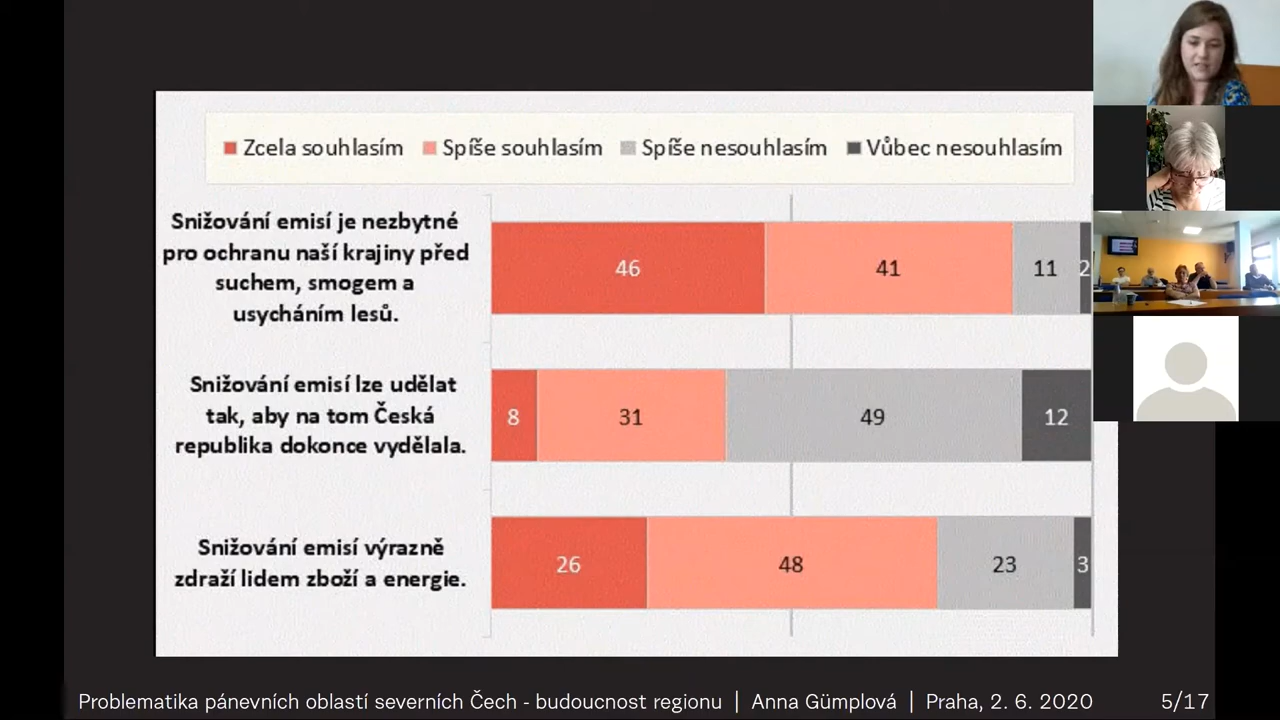 Zcela souhlasím Spíše souhlasím Spíše nesouhlasím Vůbec nesouhlasím
Snižování emisí je nezbytné
pro ochranu naší krajiny před
suchem, smogem a
usycháním lesů.
46 41 11 2
Snižování emisí lze udělat
tak, aby na tom Česká
republika dokonce vydělala.
8 31 49 12
Snižování emisí výrazně
zdraží lidem zboží a energie.
26 48 23 3
Problematika pánevních oblastí severních Čech - budoucnost regionu | Anna Gümplová | Praha, 2. 6. 2020 5/17